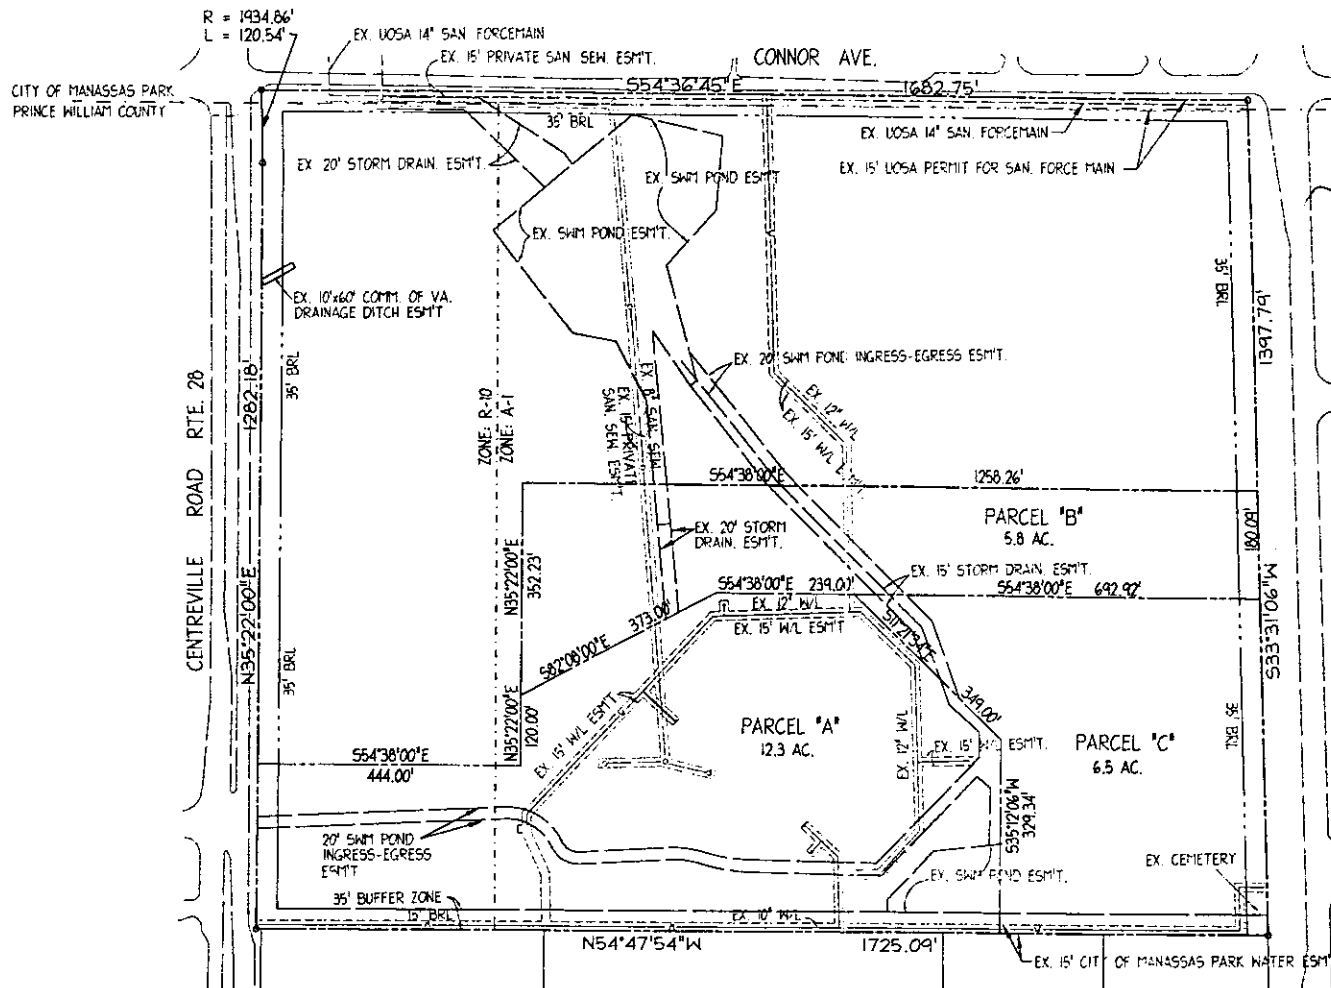 R = 1934.86'
L = 120.54'
EX. UOSA 14" SAN. FORCEMAIN
EX. 15' PRIVATE SAN SEW. ESM'T.
CONNOR AVE.
CITY OF MANASSAS PARK
PRINCE WILLIAM COUNTY
S54°36'45"E
1682.75'
35' BRL
EX. UOSA 14" SAN. FORCEMAIN
EX. 15' UOSA PERMIT FOR SAN. FORCE MAIN
EX. 20' STORM DRAIN. ESM'T.
EX. SWM POND ESM'T
EX. SWM POND ESM'T.
35' BRL
EX. 10'x60' COMM. OF VA.
DRAINAGE DITCH ESM'T
1397.79'
EX. 20' SWM POND INGRESS-EGRESS ESM'T.
35' BRL
1282.18'
CENTREVILLE ROAD RTE. 28
ZONE: R-10
ZONE: A-1
EX. 8" SAN. SEW.
EX. 15' PRIVATE
SAN. SEW. ESM'T.
EX. 12" W/L
EX. 15' W/L
S54°38'00"E
1258.26'
PARCEL "B"
5.8 AC.
180.09'
EX. 20' STORM
DRAIN. ESM'T.
N35°22'00"E
352.23'
EX. 15' STORM DRAIN. ESM'T.
S54°38'00"E 239.01'
S54°38'00"E 692.92'
EX. 12" W/L
EX. 15' W/L ESM'T
373.00'
S82°08'00"E
S11°21'34"E
349.00'
N35°22'00"E
S33°31'06"W
35' BRL
N35°22'00"E
120.00'
EX. 15' W/L ESM'T.
PARCEL "A"
12.3 AC.
EX. 12" W/L
EX. 15' W/L ESM'T.
PARCEL "C"
6.5 AC.
35' BRL
S54°38'00"E
444.00'
S35°12'06"W
329.34'
20' SWM POND
INGRESS-EGRESS
ESM'T
EX. CEMETERY
EX. SWM POND ESM'T.
35' BUFFER ZONE
15' BRL
EX. 10" W/L
N54°47'54"W
1725.09'
EX. 15' CITY OF MANASSAS PARK WATER ESM'